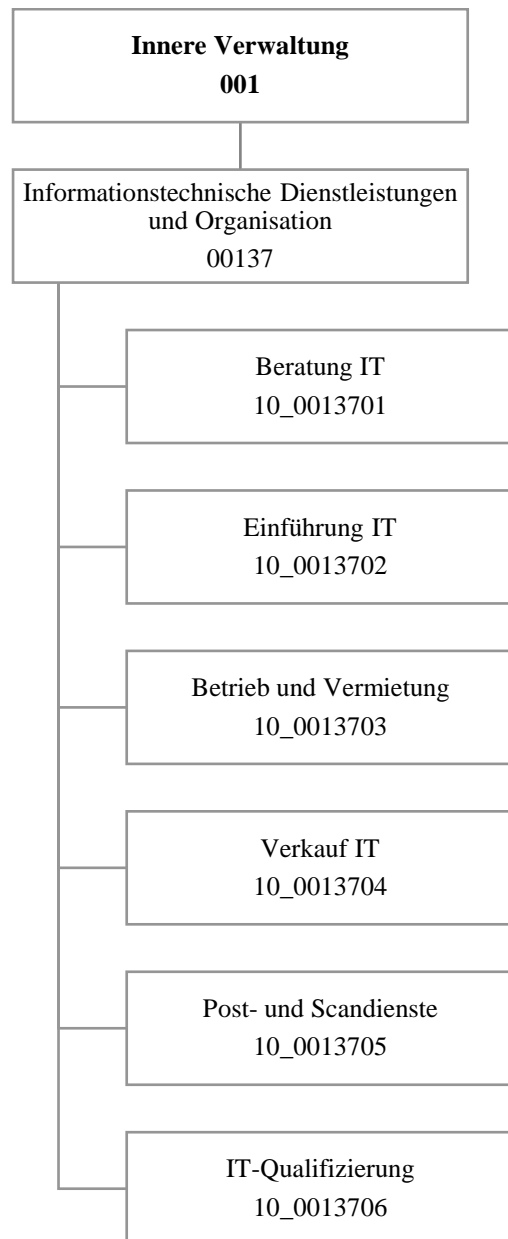 Innere Verwaltung
001
Informationstechnische Dienstleistungen
und Organisation
00137
Beratung IT
10_0013701
Einführung IT
10_0013702
Betrieb und Vermietung
10_0013703
Verkauf IT
10_0013704
Post- und Scandienste
10_0013705
IT-Qualifizierung
10_0013706